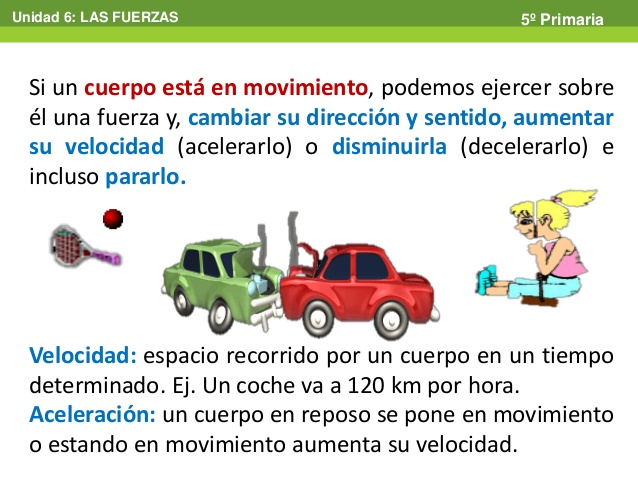 Unidad 6: LAS FUERZAS
5º Primaria
Si un cuerpo está en movimiento, podemos ejercer sobre
él una fuerza y, cambiar su dirección y sentido, aumentar
su velocidad (acelerarlo) o disminuirla (decelerarlo) e
incluso pararlo.
Velocidad: espacio recorrido por un cuerpo en un tiempo
determinado. Ej. Un coche va a 120 km por hora.
Aceleración: un cuerpo en reposo se pone en movimiento
o estando en movimiento aumenta su velocidad.